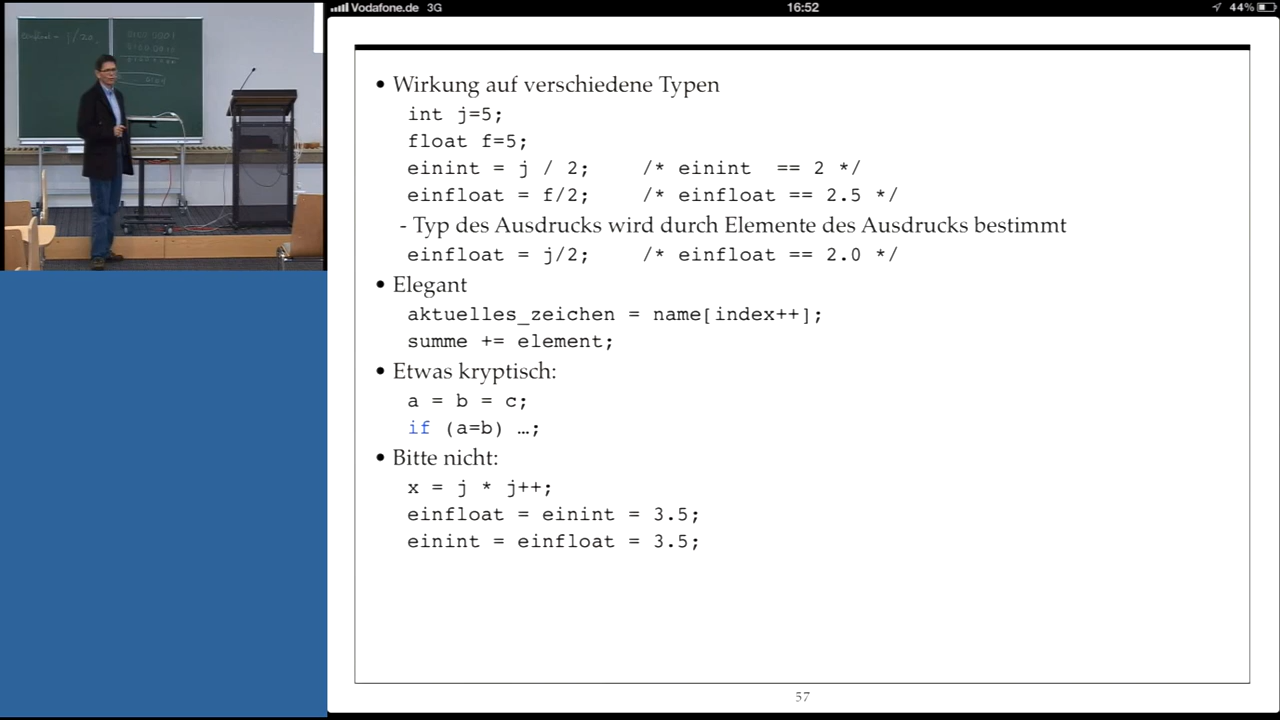 Vodafone.de 3G 16:52 44%
• Wirkung auf verschiedene Typen
int j=5;
float f=5;
einint = j / 2; /* einint == 2 */
einfloat = f/2; /* einfloat == 2.5 */
- Typ des Ausdrucks wird durch Elemente des Ausdrucks bestimmt
einfloat = j/2; /* einfloat == 2.0 */
• Elegant
aktuelles_zeichen = name[index++];
summe += element;
• Etwas kryptisch:
a = b = c;
if (a=b) …;
• Bitte nicht:
x = j * j++;
einfloat = einint = 3.5;
einint = einfloat = 3.5;
57